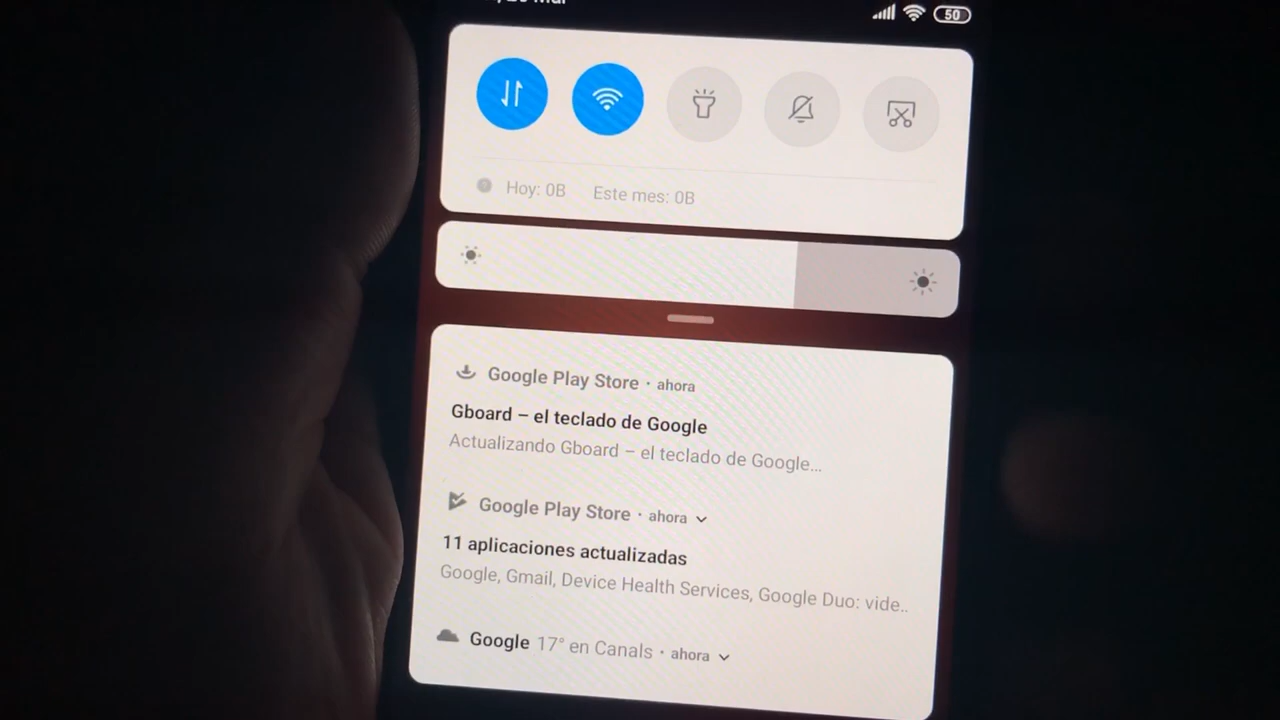 50
Hoy: 0B Este mes: 0B
Google Play Store · ahora
Gboard – el teclado de Google
Actualizando Gboard – el teclado de Google...
Google Play Store · ahora
11 aplicaciones actualizadas
Google, Gmail, Device Health Services, Google Duo: vide..
Google 17° en Canals · ahora